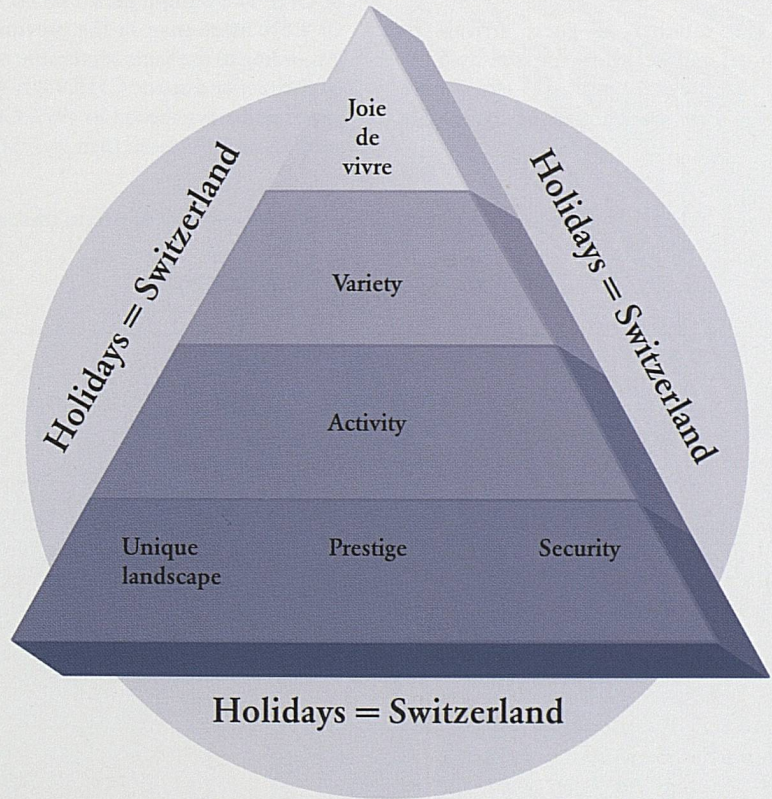 Joie
de
vivre
Holidays = Switzerland
Holidays = Switzerland
Variety
Activity
Unique
landscape
Prestige
Security
Holidays = Switzerland